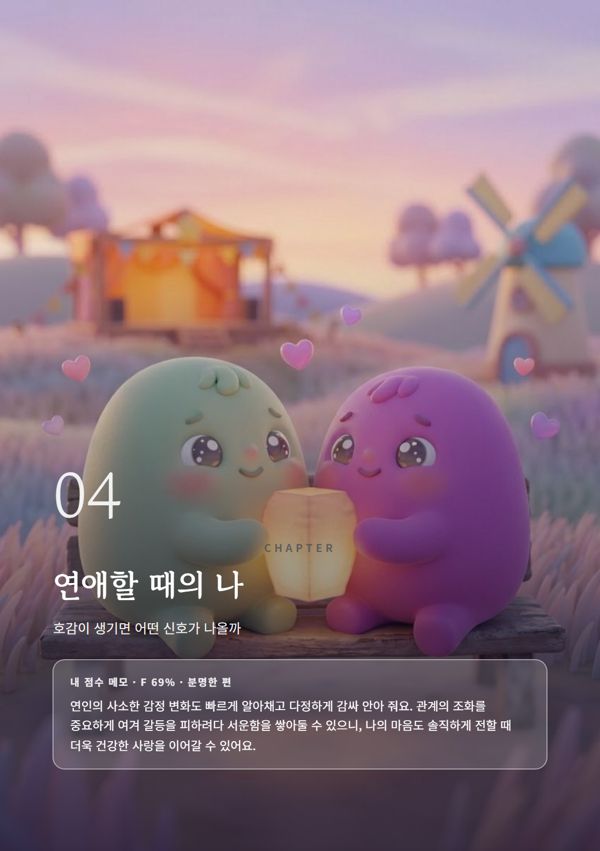 04
CHAPTER
연애할 때의 나
호감이 생기면 어떤 신호가 나올까
내 점수 메모 · F 69% · 분명한 편
연인의 사소한 감정 변화도 빠르게 알아채고 다정하게 감싸 안아 줘요. 관계의 조화를
중요하게 여겨 갈등을 피하려다 서운함을 쌓아둘 수 있으니, 나의 마음도 솔직하게 전할 때
더욱 건강한 사랑을 이어갈 수 있어요.